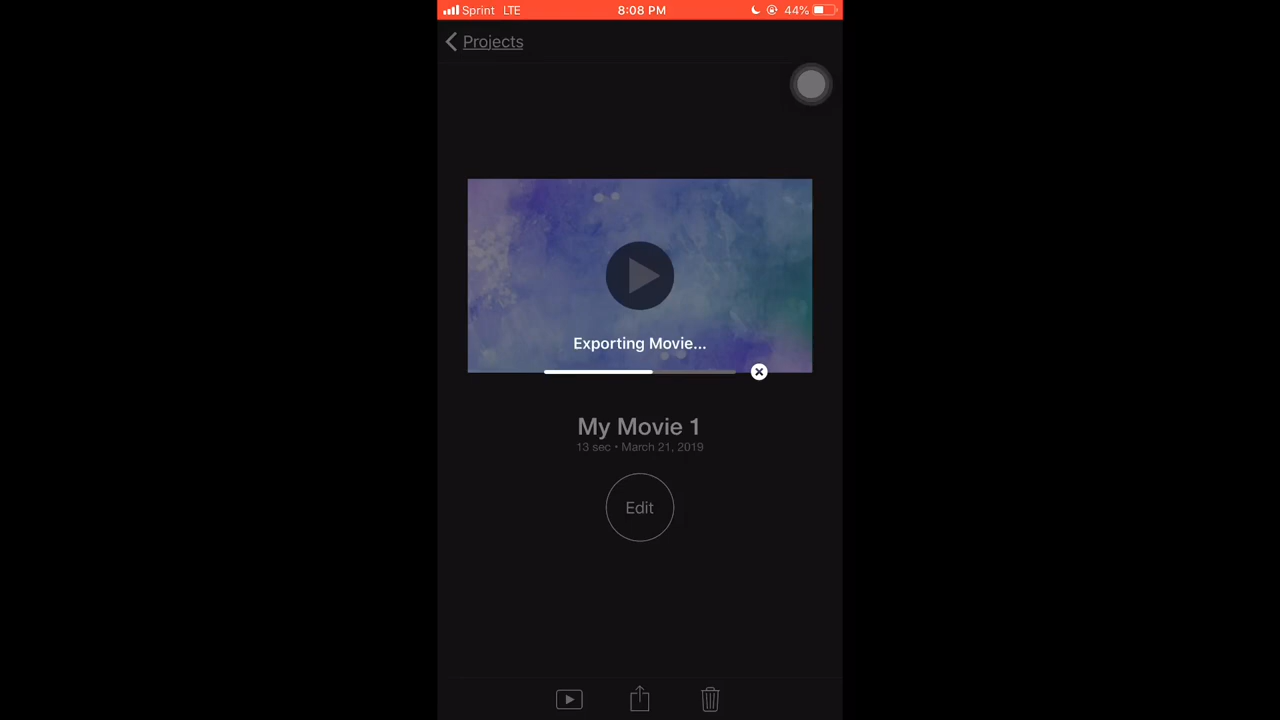 Sprint LTE 8:08 PM 44%
Projects
Exporting Movie...
My Movie 1
13 sec • March 21, 2019
Edit